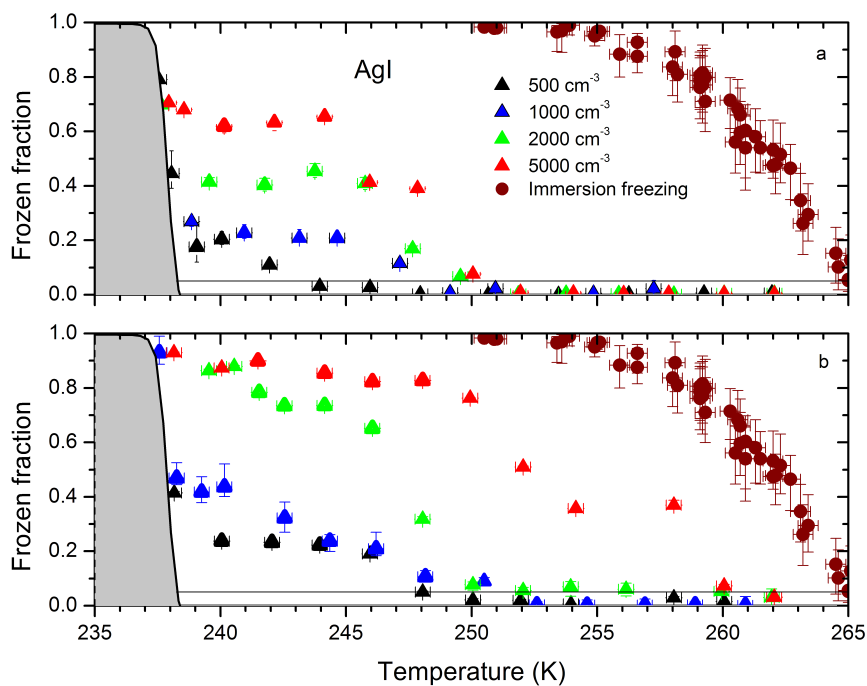 1.0
0.8
0.6
0.4
0.2
0.0
Frozen fraction
AgI
a
500 cm-3
1000 cm-3
2000 cm-3
5000 cm-3
Immersion freezing
1.0
0.8
0.6
0.4
0.2
0.0
Frozen fraction
b
235 240 245 250 255 260 265
Temperature (K)